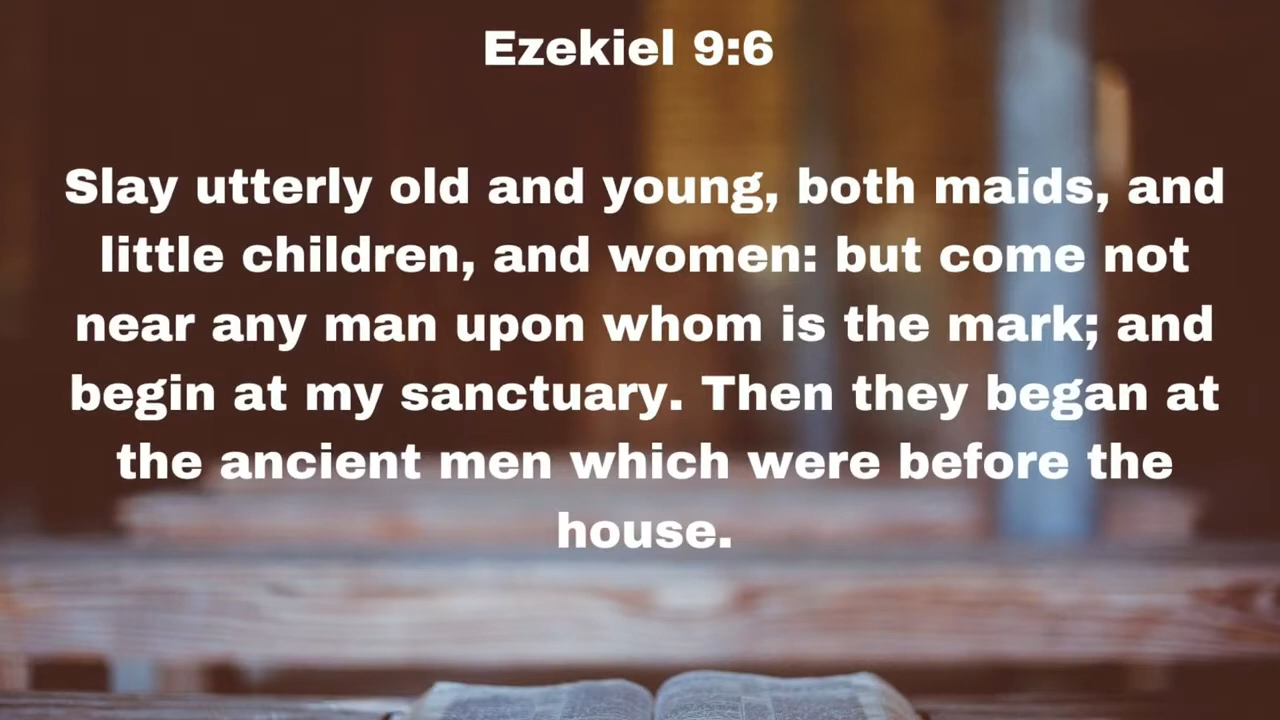 Ezekiel 9:6
Slay utterly old and young, both maids, and
little children, and women: but come not
near any man upon whom is the mark; and
begin at my sanctuary. Then they began at
the ancient men which were before the
house.